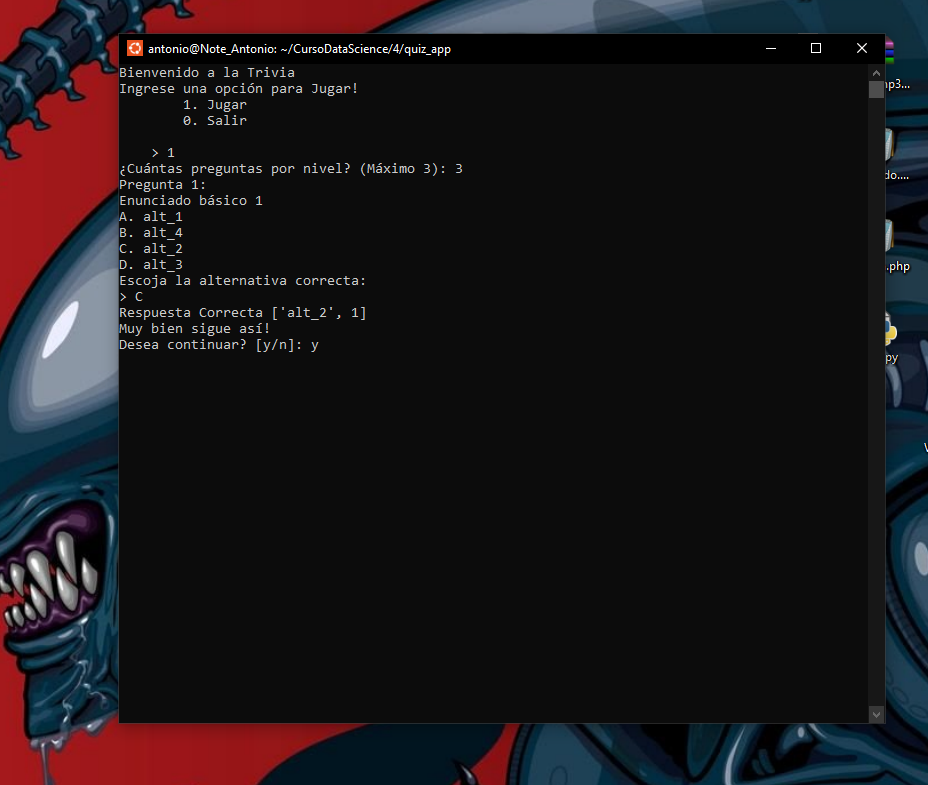 antonio@Note_Antonio: ~/CursoDataScience/4/quiz_app
Bienvenido a la Trivia
Ingrese una opción para Jugar!
1. Jugar
0. Salir
> 1
¿Cuántas preguntas por nivel? (Máximo 3): 3
Pregunta 1:
Enunciado básico 1
A. alt_1
B. alt_4
C. alt_2
D. alt_3
Escoja la alternativa correcta:
> C
Respuesta Correcta ['alt_2', 1]
Muy bien sigue así!
Desea continuar? [y/n]: y
np3...
do....
.php
py